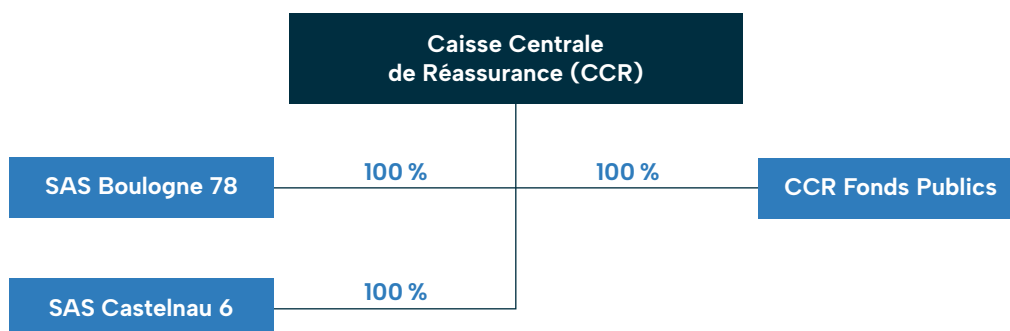 Caisse Centrale
de Réassurance (CCR)
100 %
100 %
SAS Boulogne 78
CCR Fonds Publics
100 %
SAS Castelnau 6